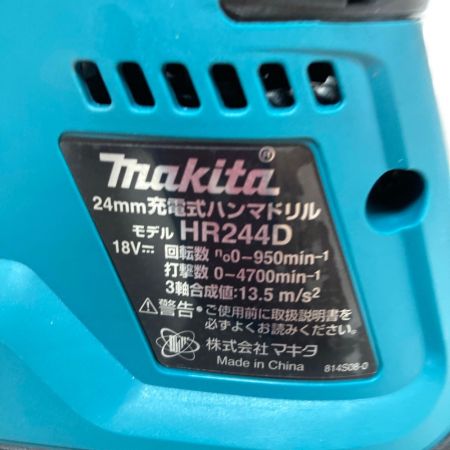 makita®
24mm充電式ハンマドリル
モデル HR244D
18V⎓ 回転数 n₀0-950min⁻¹
打撃数 0-4700min⁻¹
3軸合成値:13.5 m/s²
⚠警告・ご使用前に取扱説明書を
必ずよくお読みください。
株式会社マキタ
Made in China 814S08-0